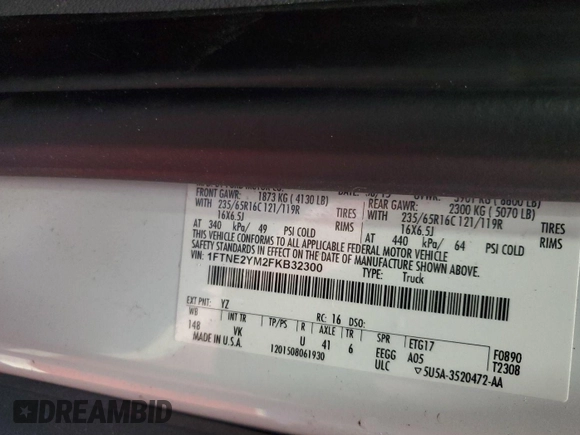 FRONT GAWR: 1873 KG ( 4130 LB)
WITH 235/65R16C 121/119R TIRES
16X6.5J RIMS
AT 340 kPa/ 49 PSI COLD
REAR GAWR: 2300 KG ( 5070 LB)
WITH 235/65R16C 121/119R TIRES
16X6.5J RIMS
AT 440 kPa/ 64 PSI COLD
THIS VEHICLE CONFORMS TO ALL APPLICABLE FEDERAL MOTOR VEHICLE
SAFETY STANDARDS IN EFFECT ON THE DATE OF MANUFACTURE SHOWN ABOVE.
VIN: 1FTNE2YM2FKB32300
TYPE: Truck
EXT PNT: YZ RC: 16 DSO:
WB INT TR TP/PS R AXLE TR SPR
148 VK U 41 6 EEGG
ULC
ETG17
A05
F0890
T2308
MADE IN U.S.A. 1201508061930
▽5U5A-3520472-AA
DREAMBID